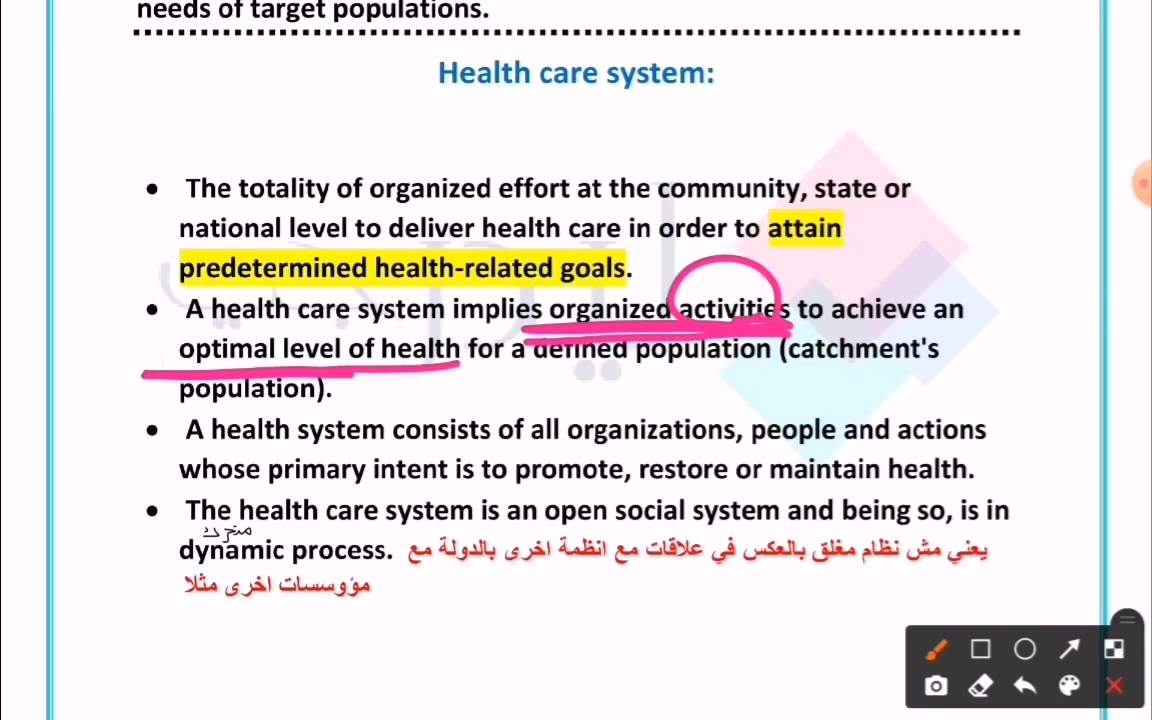 needs of target populations.
Health care system:
• The totality of organized effort at the community, state or
national level to deliver health care in order to attain
predetermined health-related goals.
• A health care system implies organized activities to achieve an
optimal level of health for a defined population (catchment's
population).
• A health system consists of all organizations, people and actions
whose primary intent is to promote, restore or maintain health.
• The health care system is an open social system and being so, is in
متحرك
dynamic process. يعني مش نظام مغلق بالعكس في علاقات مع انظمة اخرى بالدولة مع
مؤوسسات اخرى مثلا